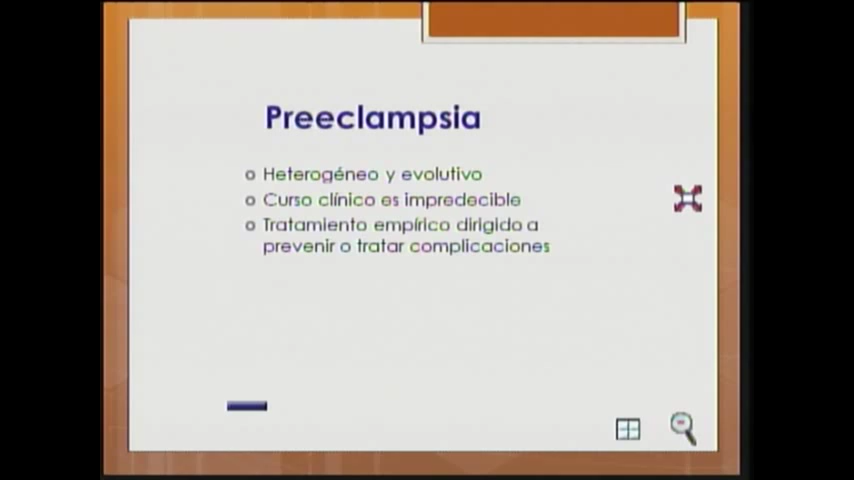 Preeclampsia
o Heterogéneo y evolutivo
o Curso clínico es impredecible
o Tratamiento empírico dirigido a
prevenir o tratar complicaciones